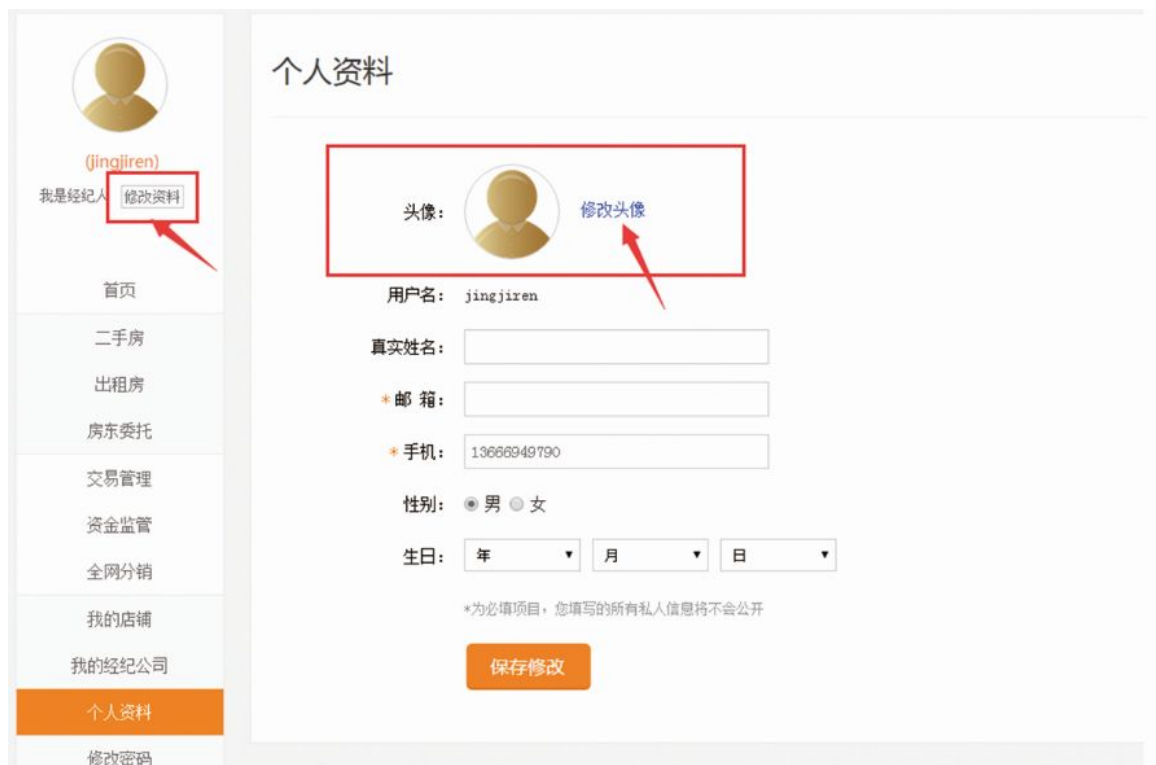 (jingjiren)
我是经纪人 修改资料
首页
二手房
出租房
房东委托
交易管理
资金监管
全网分销
我的店铺
我的经纪公司
个人资料
修改密码
个人资料
头像： 修改头像
用户名： jingjiren
真实姓名：
*邮 箱：
*手机： 13666949790
性别： 男 女
生日： 年 月 日
*为必填项目，您填写的所有私人信息将不会公开
保存修改